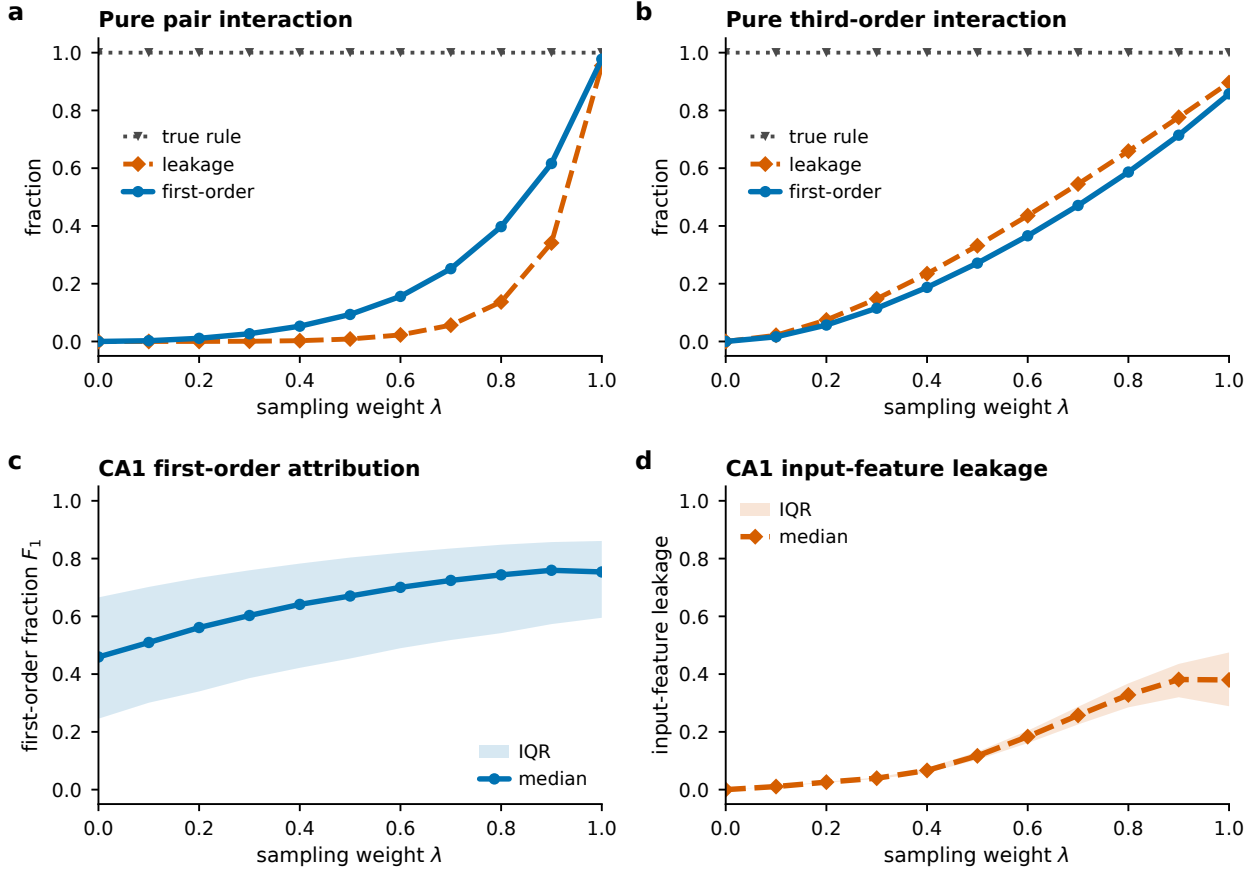 a
Pure pair interaction
1.0
0.8
0.6
0.4
0.2
0.0
fraction
true rule
leakage
first-order
0.0 0.2 0.4 0.6 0.8 1.0
sampling weight λ
b
Pure third-order interaction
1.0
0.8
0.6
0.4
0.2
0.0
fraction
true rule
leakage
first-order
0.0 0.2 0.4 0.6 0.8 1.0
sampling weight λ
c
CA1 first-order attribution
1.0
0.8
0.6
0.4
0.2
0.0
first-order fraction F₁
IQR
median
0.0 0.2 0.4 0.6 0.8 1.0
sampling weight λ
d
CA1 input-feature leakage
1.0
0.8
0.6
0.4
0.2
0.0
input-feature leakage
IQR
median
0.0 0.2 0.4 0.6 0.8 1.0
sampling weight λ